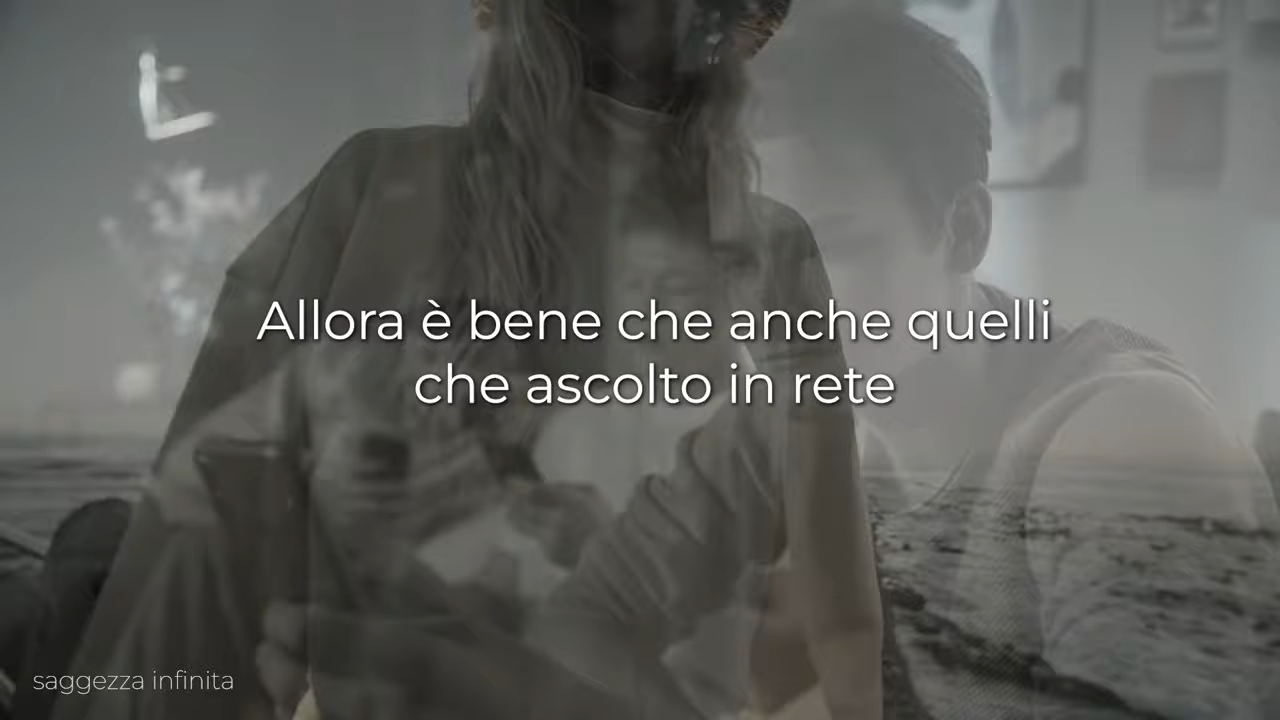 Allora è bene che anche quelli
che ascolto in rete
saggezza infinita